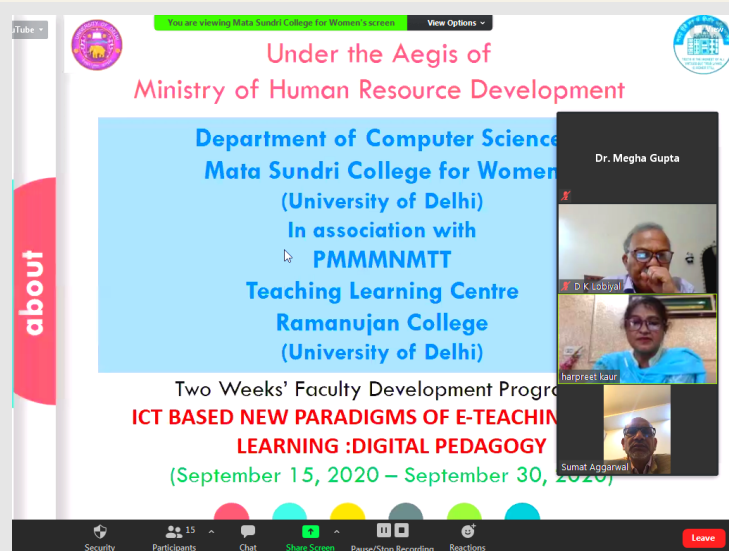 uTube
You are viewing Mata Sundri College for Women's screen
View Options
Under the Aegis of
Ministry of Human Resource Development
Department of Computer Science
Mata Sundri College for Women
(University of Delhi)
In association with
PMMMNMTT
Teaching Learning Centre
Ramanujan College
(University of Delhi)
Two Weeks' Faculty Development Progra
ICT BASED NEW PARADIGMS OF E-TEACHIN
LEARNING :DIGITAL PEDAGOGY
(September 15, 2020 – September 30, 2020)
about
Dr. Megha Gupta
D K Lobiyal
harpreet kaur
Sumat Aggarwal
Security
Participants
15
Chat
Share Screen
Pause/Stop Recording
Reactions
Leave